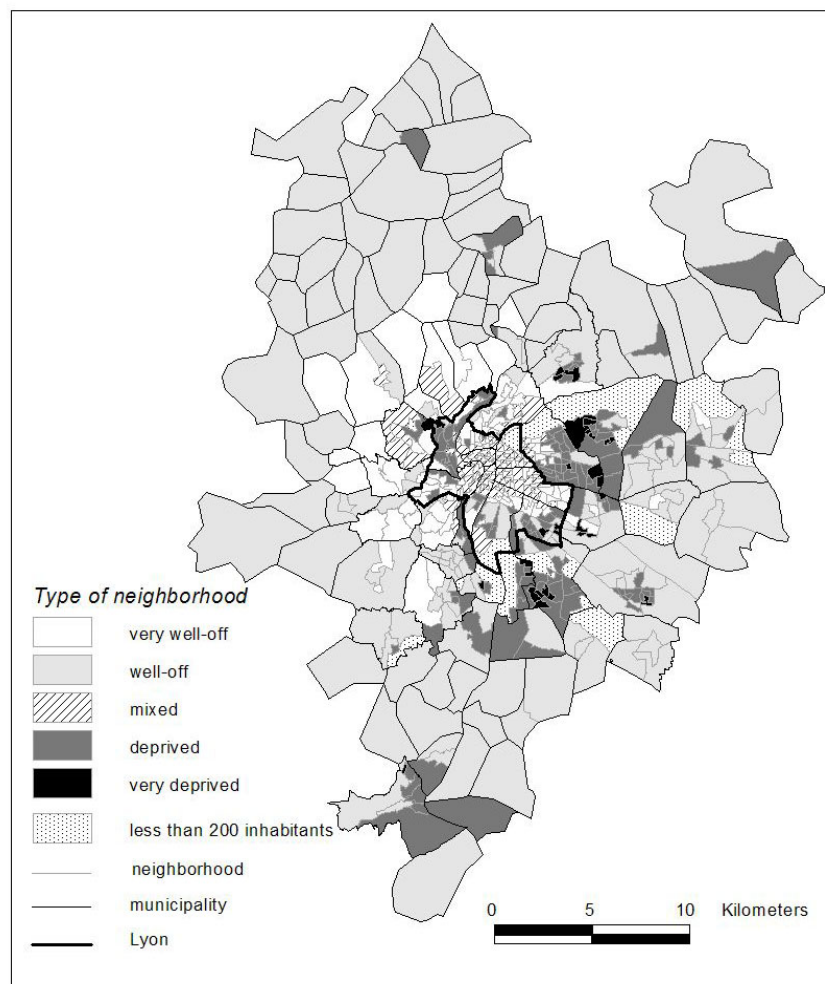 Type of neighborhood
very well-off
well-off
mixed
deprived
very deprived
less than 200 inhabitants
neighborhood
municipality
Lyon
0 5 10 Kilometers